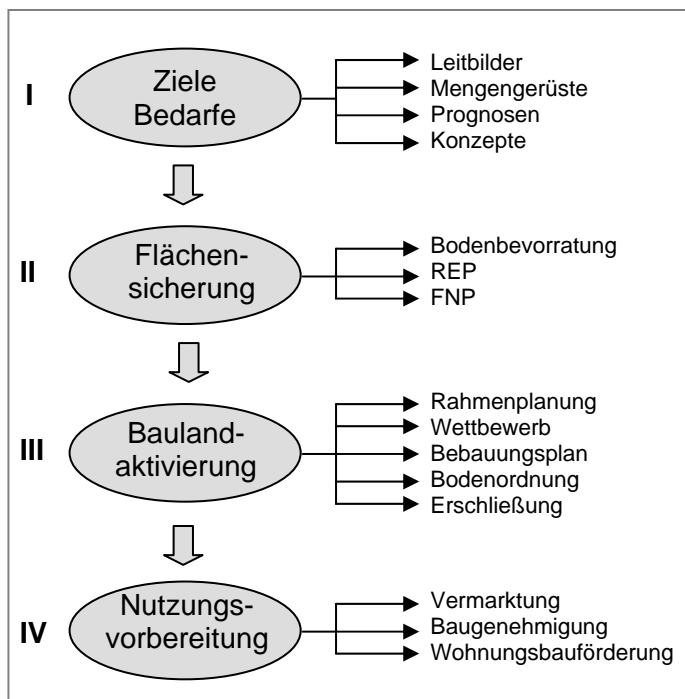 I
Ziele
Bedarfe
Leitbilder
Mengengerüste
Prognosen
Konzepte
II
Flächen-
sicherung
Bodenbevorratung
REP
FNP
III
Bauland-
aktivierung
Rahmenplanung
Wettbewerb
Bebauungsplan
Bodenordnung
Erschließung
IV
Nutzungs-
vorbereitung
Vermarktung
Baugenehmigung
Wohnungsbauförderung